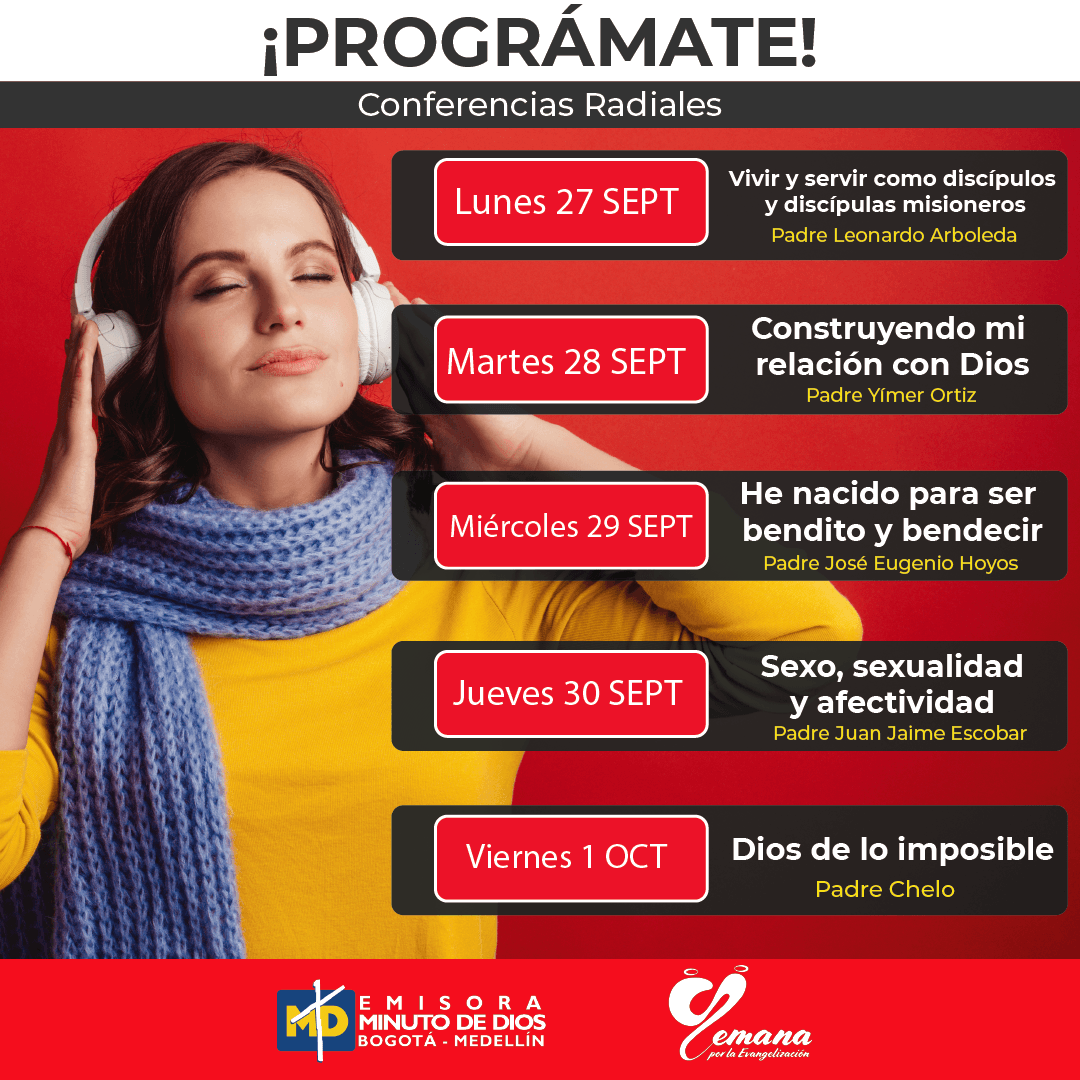 ¡PROGRÁMATE!
Conferencias Radiales
Lunes 27 SEPT
Vivir y servir como discípulos
y discípulas misioneros
Padre Leonardo Arboleda
Martes 28 SEPT
Construyendo mi
relación con Dios
Padre Yímer Ortiz
Miércoles 29 SEPT
He nacido para ser
bendito y bendecir
Padre José Eugenio Hoyos
Jueves 30 SEPT
Sexo, sexualidad
y afectividad
Padre Juan Jaime Escobar
Viernes 1 OCT
Dios de lo imposible
Padre Chelo
MD
EMISORA
MINUTO DE DIOS
BOGOTÁ - MEDELLÍN
Semana
por la Evangelización